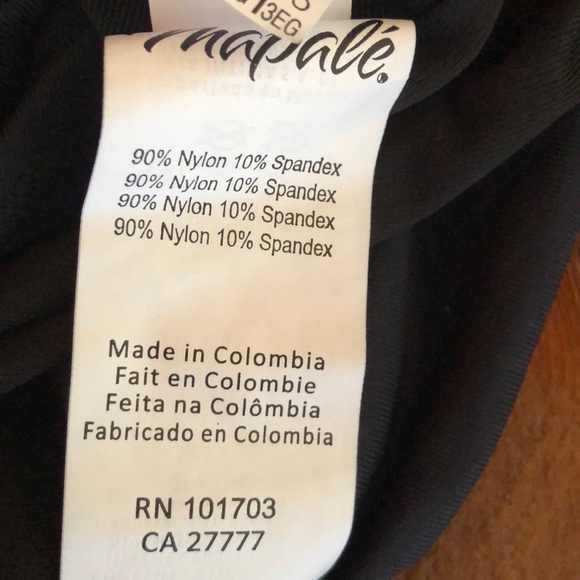 3EG
mapalé.
90% Nylon 10% Spandex
90% Nylon 10% Spandex
90% Nylon 10% Spandex
90% Nylon 10% Spandex
Made in Colombia
Fait en Colombie
Feita na Colômbia
Fabricado en Colombia
RN 101703
CA 27777